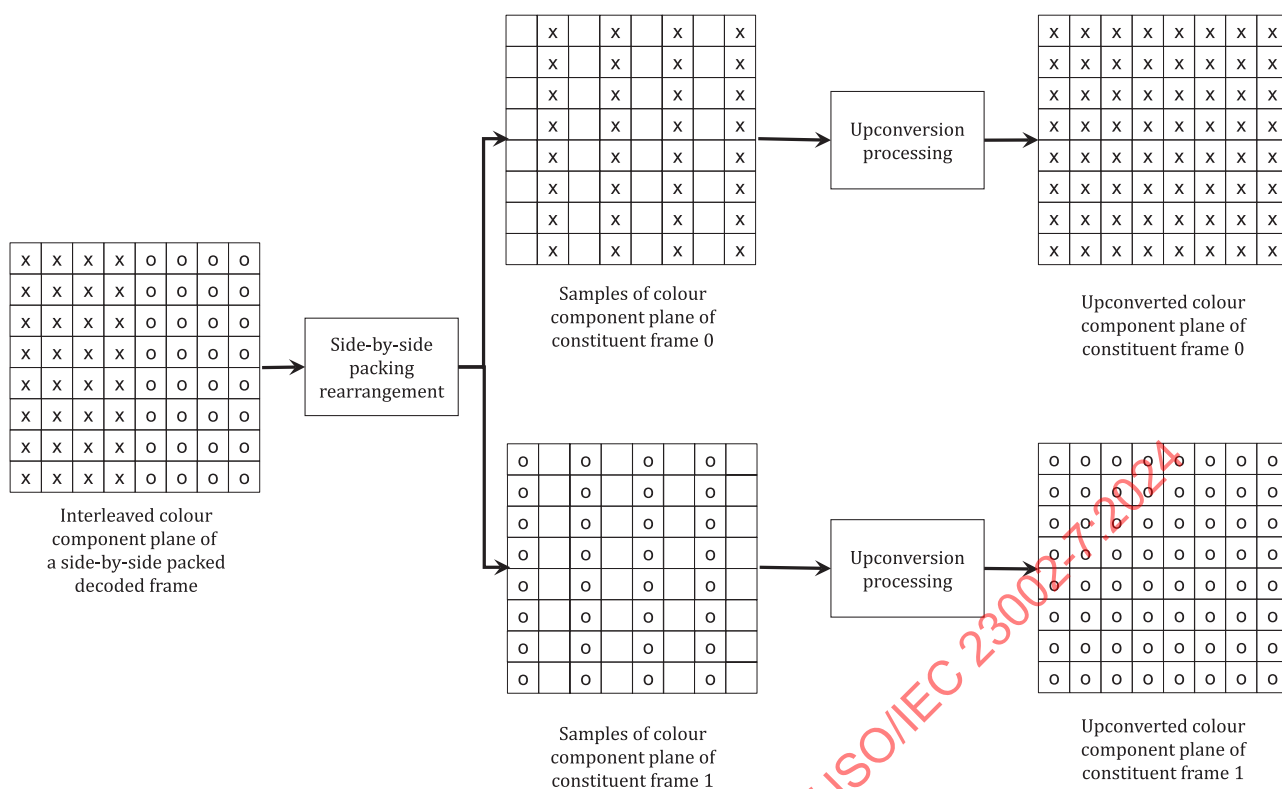 x x x x o o o o
x x x x o o o o
x x x x o o o o
x x x x o o o o
x x x x o o o o
x x x x o o o o
x x x x o o o o
x x x x o o o o
Interleaved colour
component plane of
a side-by-side packed
decoded frame
Side-by-side
packing
rearrangement
x x x x
x x x x
x x x x
x x x x
x x x x
x x x x
x x x x
x x x x
Samples of colour
component plane of
constituent frame 0
Upconversion
processing
x x x x x x x x
x x x x x x x x
x x x x x x x x
x x x x x x x x
x x x x x x x x
x x x x x x x x
x x x x x x x x
x x x x x x x x
Upconverted colour
component plane of
constituent frame 0
o o o o
o o o o
o o o o
o o o o
o o o o
o o o o
o o o o
o o o o
Samples of colour
component plane of
constituent frame 1
Upconversion
processing
o o o o o o o o
o o o o o o o o
o o o o o o o o
o o o o o o o o
o o o o o o o o
o o o o o o o o
o o o o o o o o
o o o o o o o o
Upconverted colour
component plane of
constituent frame 1
ISO/IEC 23002-7:2024